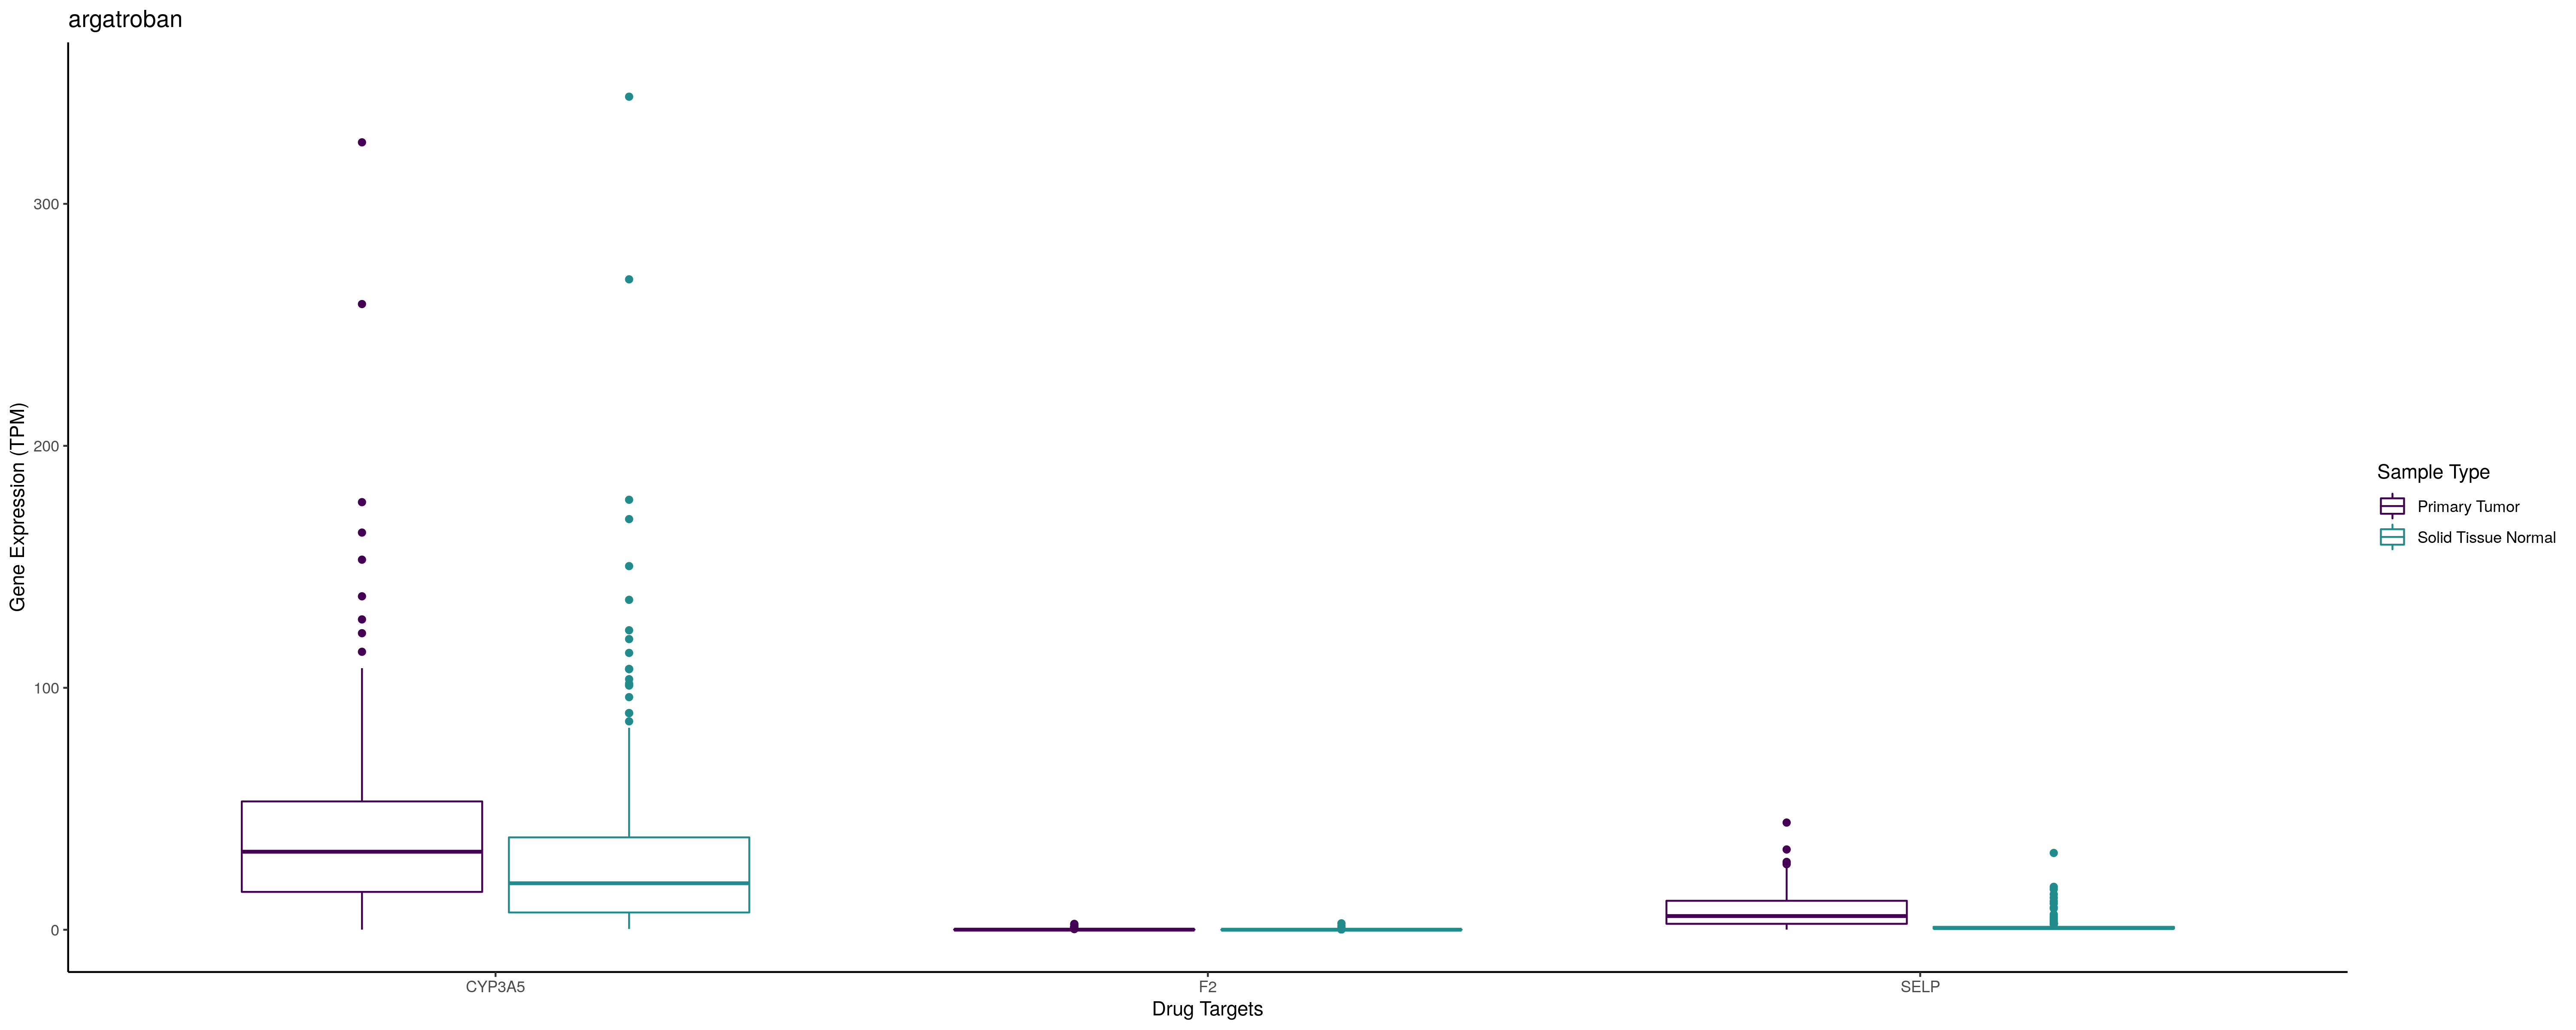 argatroban
Gene Expression (TPM)
300
200
100
0
CYP3A5
F2
SELP
Drug Targets
Sample Type
Primary Tumor
Solid Tissue Normal